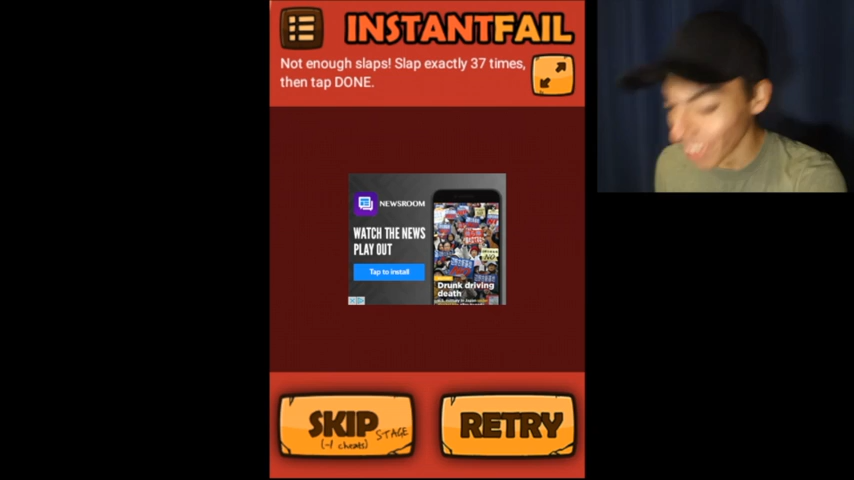 INSTANTFAIL
Not enough slaps! Slap exactly 37 times,
then tap DONE.
NEWSROOM
WATCH THE NEWS
PLAY OUT
Tap to install
Drunk driving
death
SKIP STAGE
(-1 cheats)
RETRY